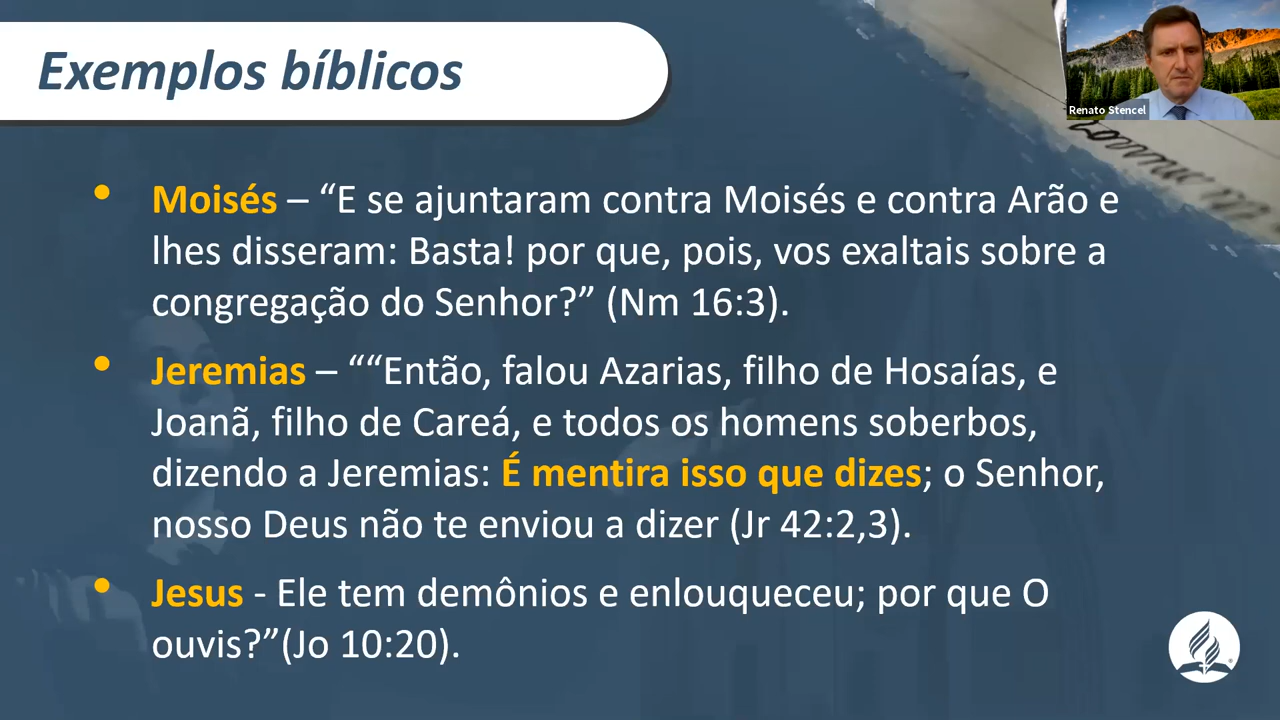 Exemplos bíblicos
Renato Stencel
• Moisés – “E se ajuntaram contra Moisés e contra Arão e
lhes disseram: Basta! por que, pois, vos exaltais sobre a
congregação do Senhor?” (Nm 16:3).
• Jeremias – ““Então, falou Azarias, filho de Hosaías, e
Joanã, filho de Careá, e todos os homens soberbos,
dizendo a Jeremias: É mentira isso que dizes; o Senhor,
nosso Deus não te enviou a dizer (Jr 42:2,3).
• Jesus - Ele tem demônios e enlouqueceu; por que O
ouvis?”(Jo 10:20).